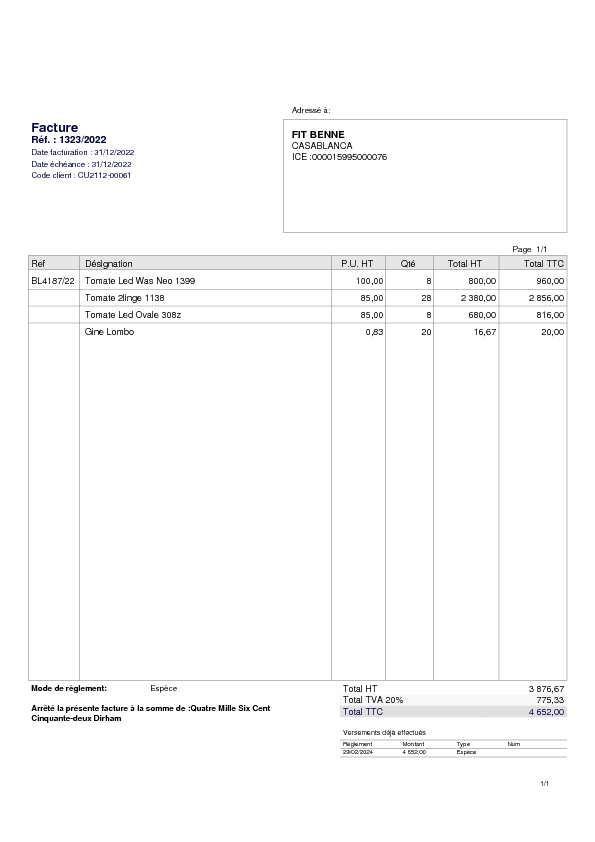 Adressé à:
Facture
Réf. : 1323/2022
Date facturation : 31/12/2022
Date échéance : 31/12/2022
Code client : CU2112-00061
FIT BENNE
CASABLANCA
ICE :000015995000076
Page 1/1
Ref Désignation P.U. HT Qté Total HT Total TTC
BL4187/22 Tomate Led Was Neo 1399 100,00 8 800,00 960,00
Tomate 2linge 1138 85,00 28 2 380,00 2 856,00
Tomate Led Ovale 308z 85,00 8 680,00 816,00
Gine Lombo 0,83 20 16,67 20,00
Mode de règlement: Espèce
Arrêté la présente facture à la somme de :Quatre Mille Six Cent
Cinquante-deux Dirham
Total HT 3 876,67
Total TVA 20% 775,33
Total TTC 4 652,00
Versements déjà effectués
Règlement Montant Type Num
29/02/2024 4 652,00 Espèce
1/1